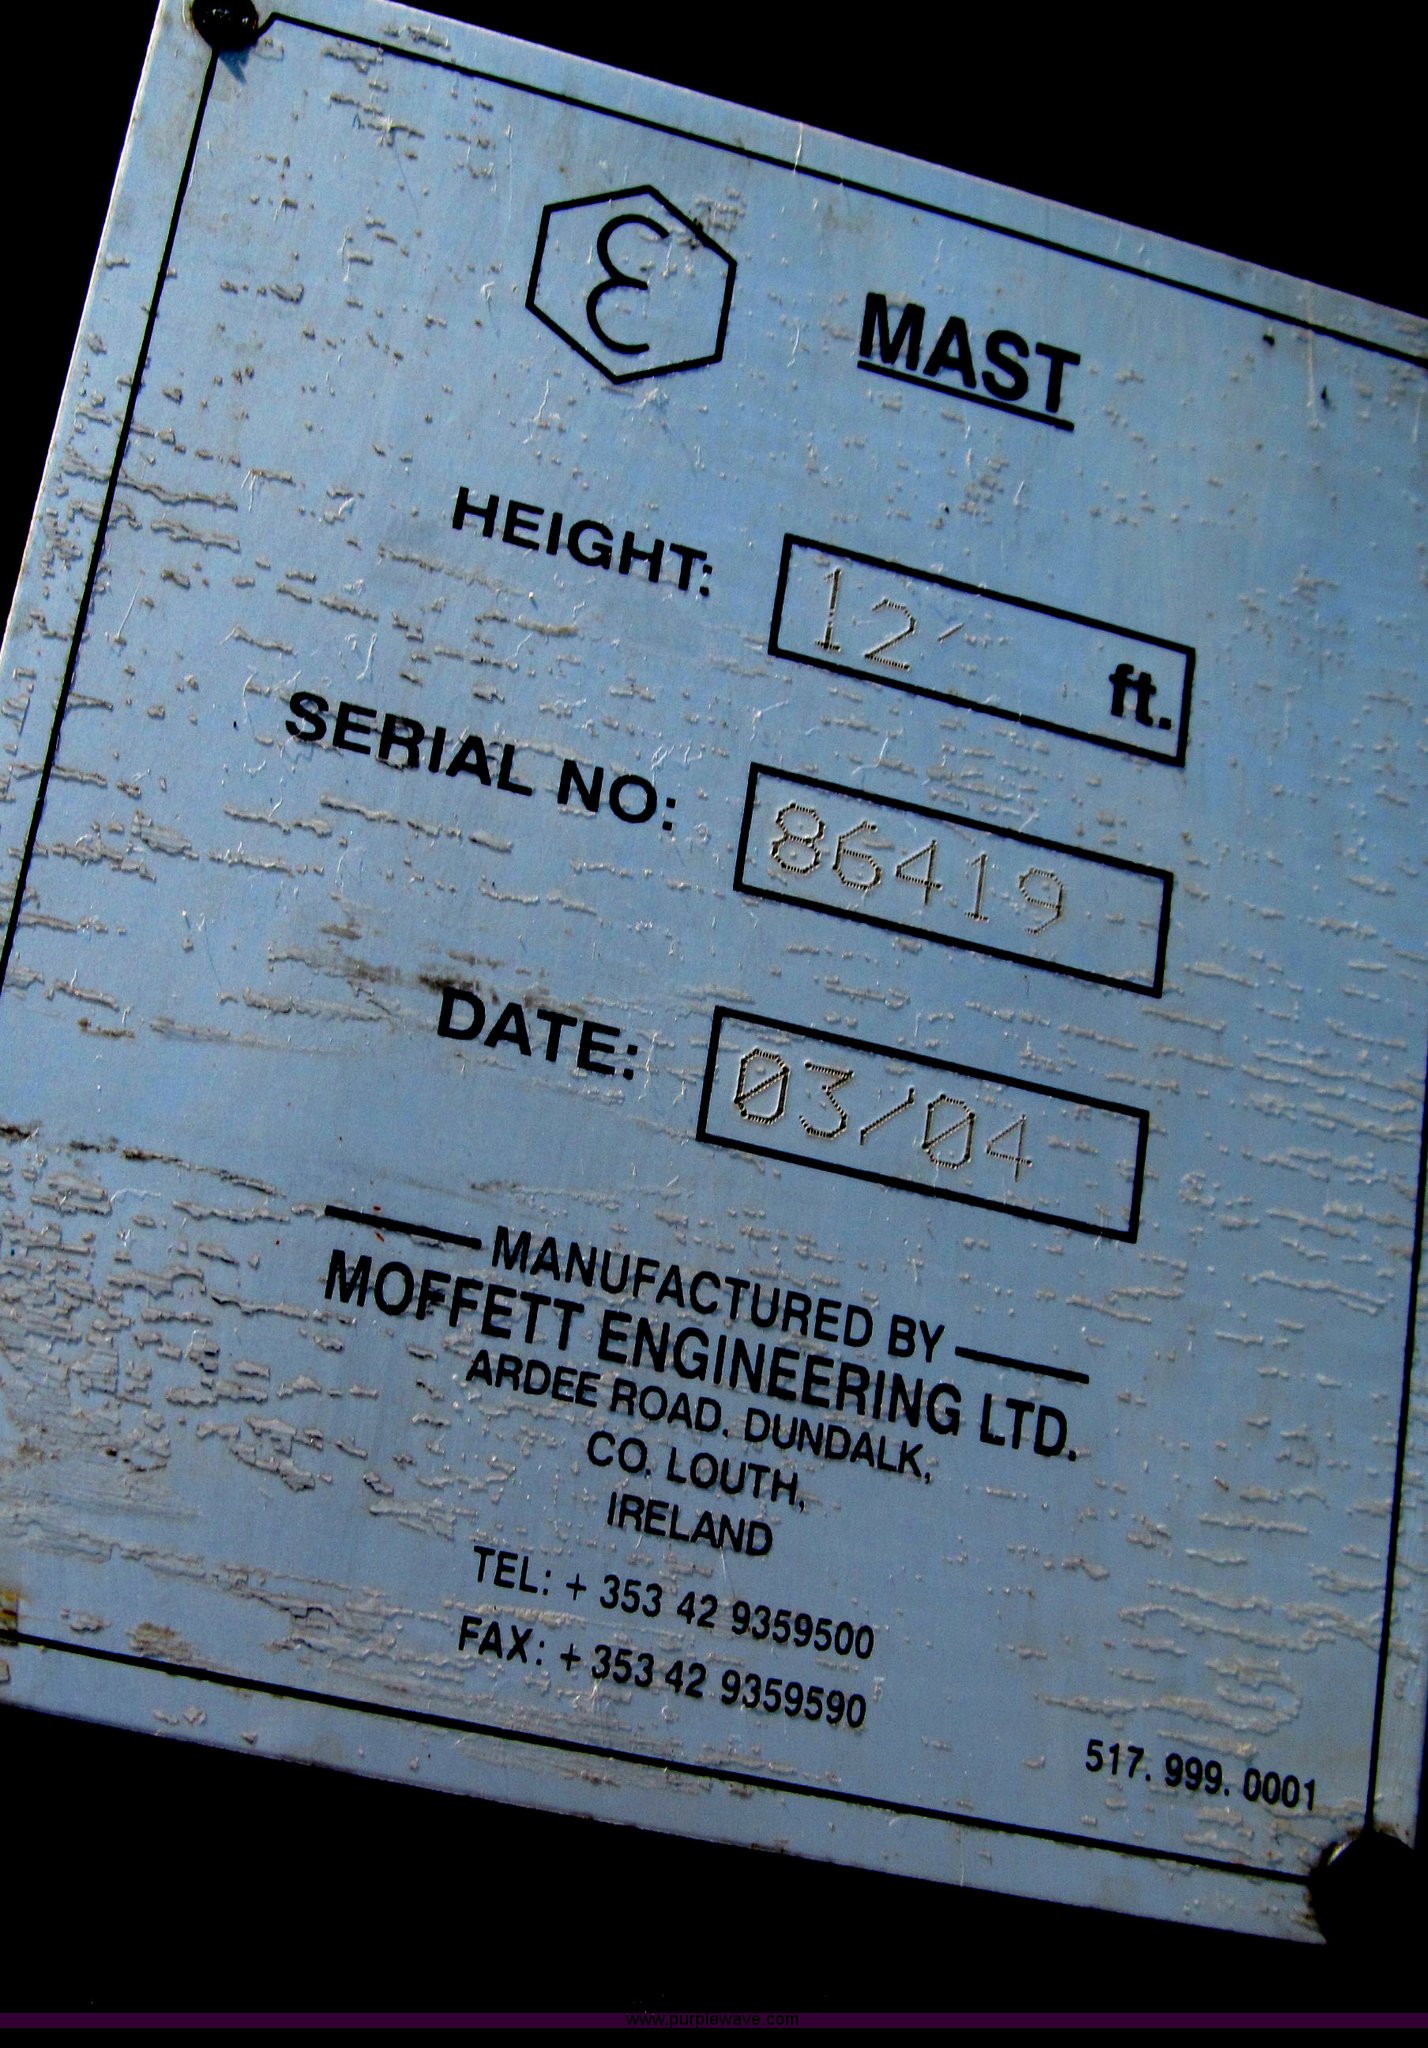 ε MAST
HEIGHT: 12' ft.
SERIAL NO: 86419
DATE: 03/04
MANUFACTURED BY
MOFFETT ENGINEERING LTD.
ARDEE ROAD, DUNDALK,
CO. LOUTH,
IRELAND
TEL: + 353 42 9359500
FAX: + 353 42 9359590
517. 999. 0001
www.purplewave.com